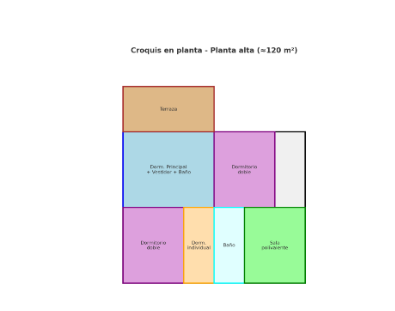 Croquis en planta - Planta alta (≈120 m²)
Terraza
Dorm. Principal
+ Vestidor + Baño
Dormitorio
doble
Dormitorio
doble
Dorm.
individual
Baño
Sala
polivalente